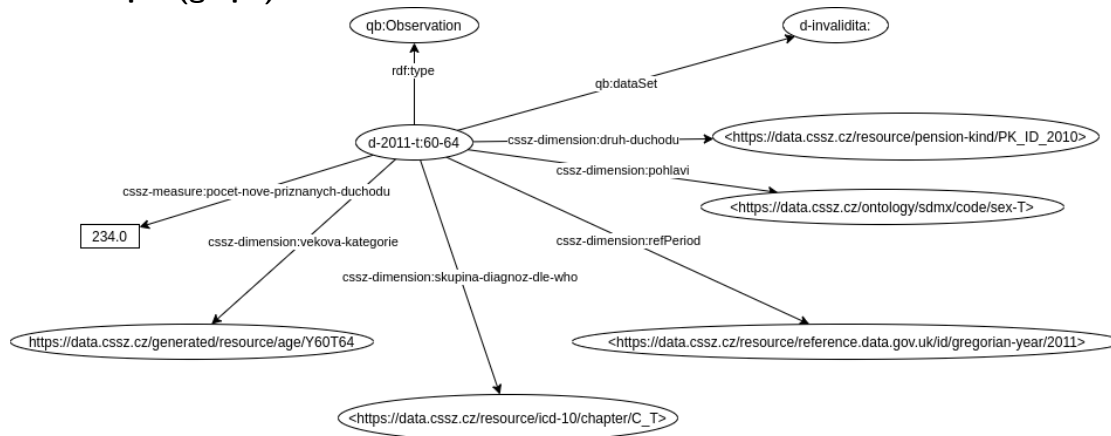 qb:Observation
d-invalidita:
rdf:type
qb:dataSet
d-2011-t:60-64
cssz-dimension:druh-duchodu
<https://data.cssz.cz/resource/pension-kind/PK_ID_2010>
cssz-dimension:pohlavi
cssz-measure:pocet-nove-priznanych-duchodu
<https://data.cssz.cz/ontology/sdmx/code/sex-T>
234.0
cssz-dimension:vekova-kategorie
cssz-dimension:refPeriod
cssz-dimension:skupina-diagnoz-dle-who
https://data.cssz.cz/generated/resource/age/Y60T64
<https://data.cssz.cz/resource/reference.data.gov.uk/id/gregorian-year/2011>
<https://data.cssz.cz/resource/icd-10/chapter/C_T>